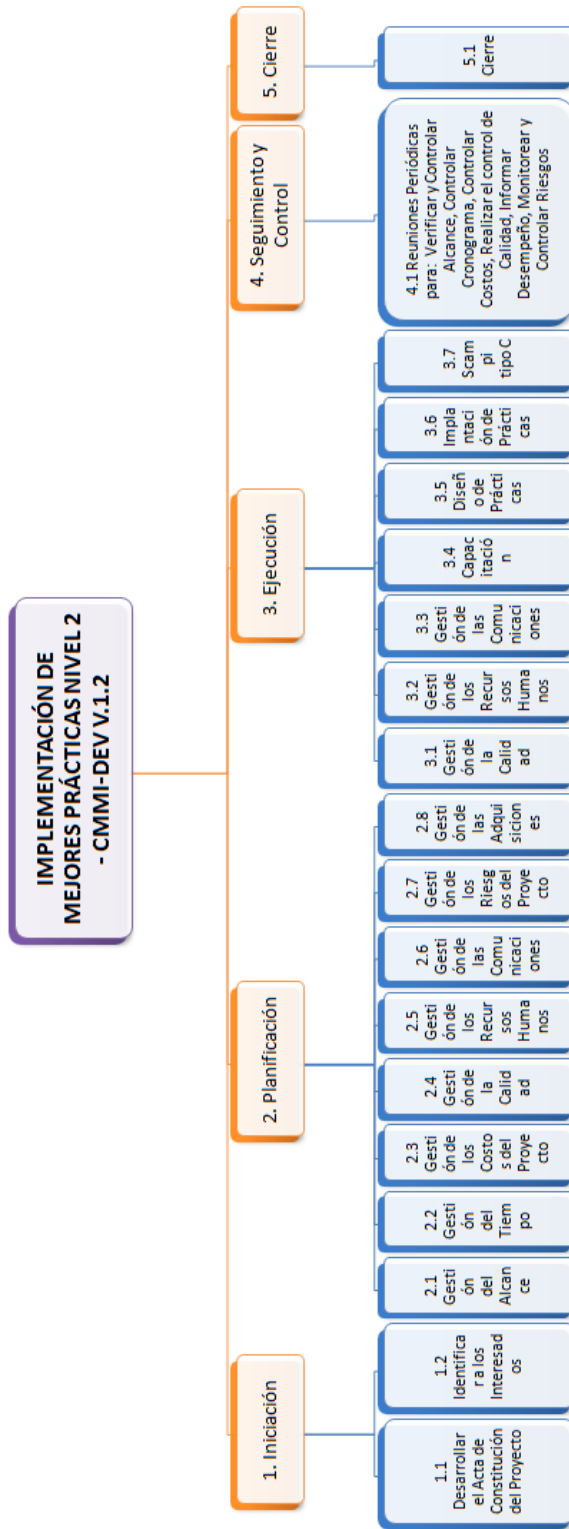 IMPLEMENTACIÓN DE
MEJORES PRÁCTICAS NIVEL 2
- CMMI-DEV V.1.2
1. Iniciación
2. Planificación
3. Ejecución
4. Seguimiento y
Control
5. Cierre
1.1
Desarrollar
el Acta de
Constitución
del Proyecto
1.2
Identifica
r a los
Interesad
os
2.1
Gesti
ón
del
Alcan
ce
2.2
Gesti
ón
del
Tiem
po
2.3
Gesti
ón de
los
Costo
s del
Proye
cto
2.4
Gesti
ón de
la
Calid
ad
2.5
Gesti
ón de
los
Recur
sos
Huma
nos
2.6
Gesti
ón de
las
Comu
nicaci
ones
2.7
Gesti
ón de
los
Riesg
os del
Proye
cto
2.8
Gesti
ón de
las
Adqui
sicion
es
3.1
Gesti
ón de
la
Calid
ad
3.2
Gesti
ón de
los
Recur
sos
Huma
nos
3.3
Gesti
ón de
las
Comu
nicaci
ones
3.4
Capac
itació
n
3.5
Diseñ
o de
Prácti
cas
3.6
Impla
ntaci
ón de
Prácti
cas
3.7
Scam
pi
tipo C
4.1 Reuniones Periódicas
para: Verificar y Controlar
Alcance, Controlar
Cronograma, Controlar
Costos, Realizar el control de
Calidad, Informar
Desempeño, Monitorear y
Controlar Riesgos
5.1
Cierre